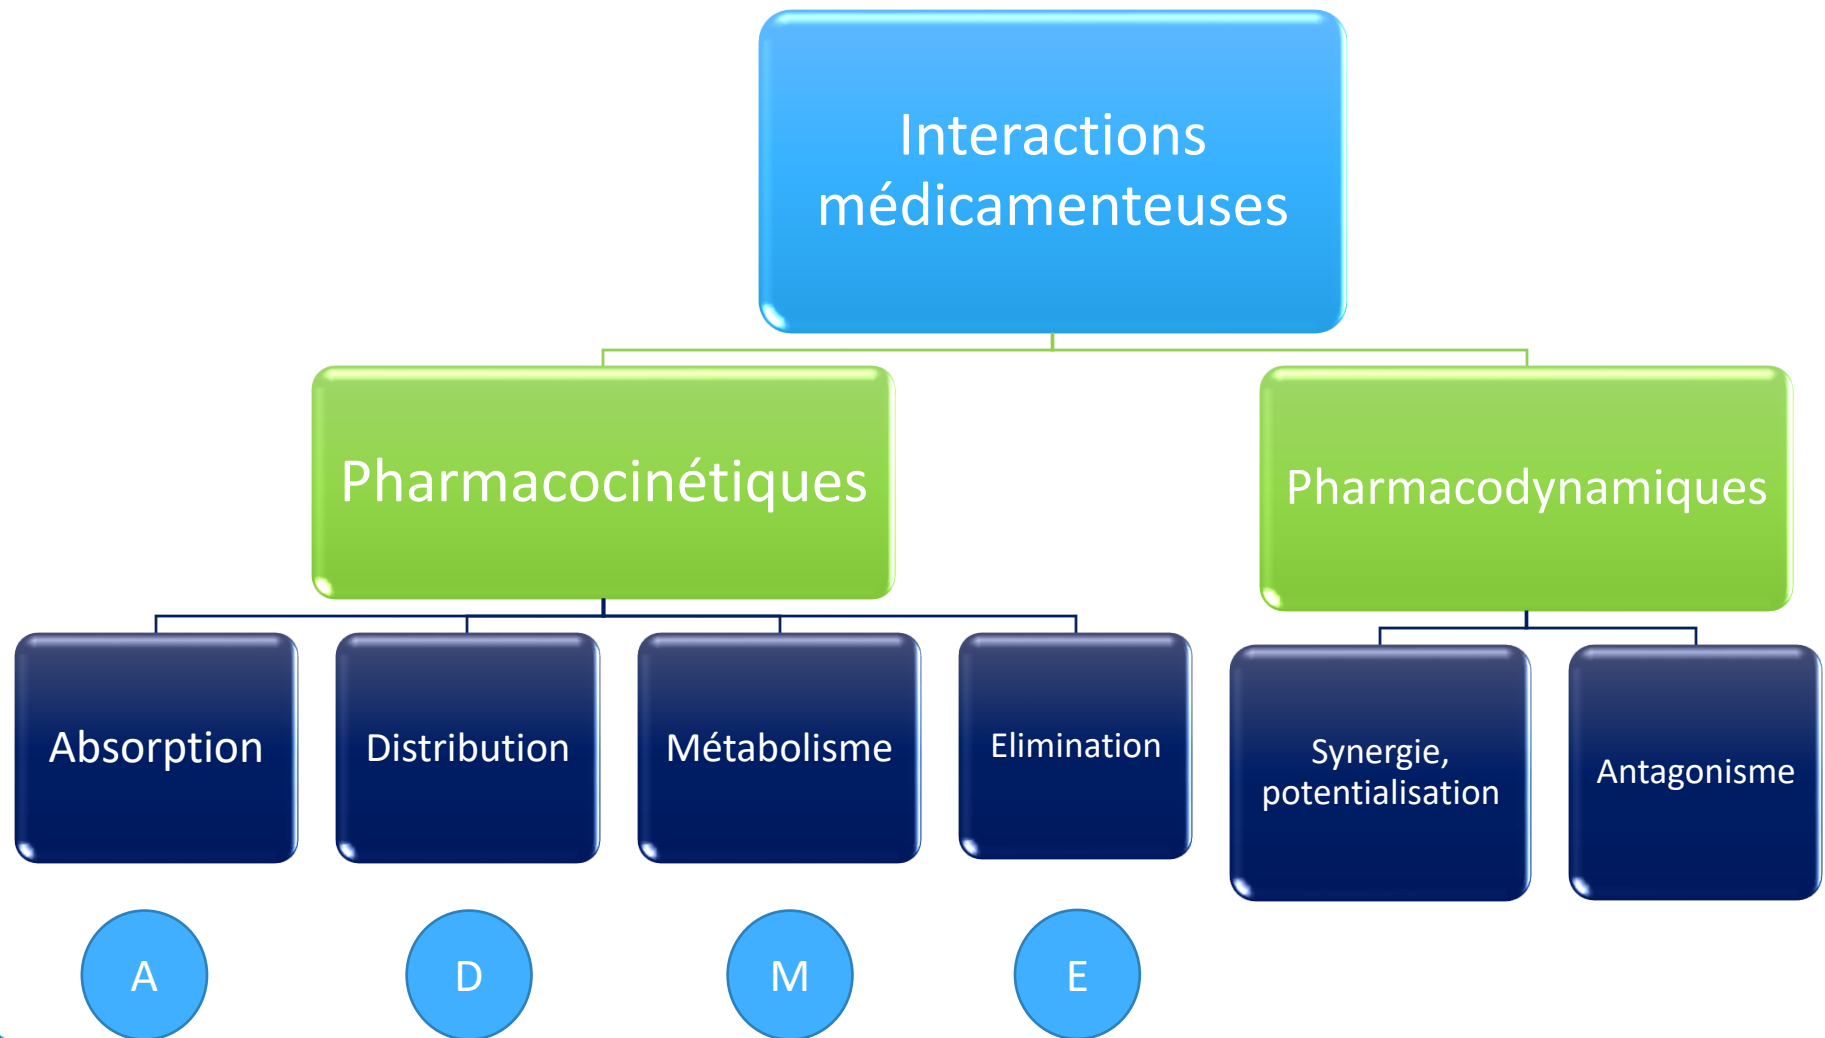 Interactions
médicamenteuses
Pharmacocinétiques
Pharmacodynamiques
Absorption
Distribution
Métabolisme
Elimination
Synergie,
potentialisation
Antagonisme
A
D
M
E